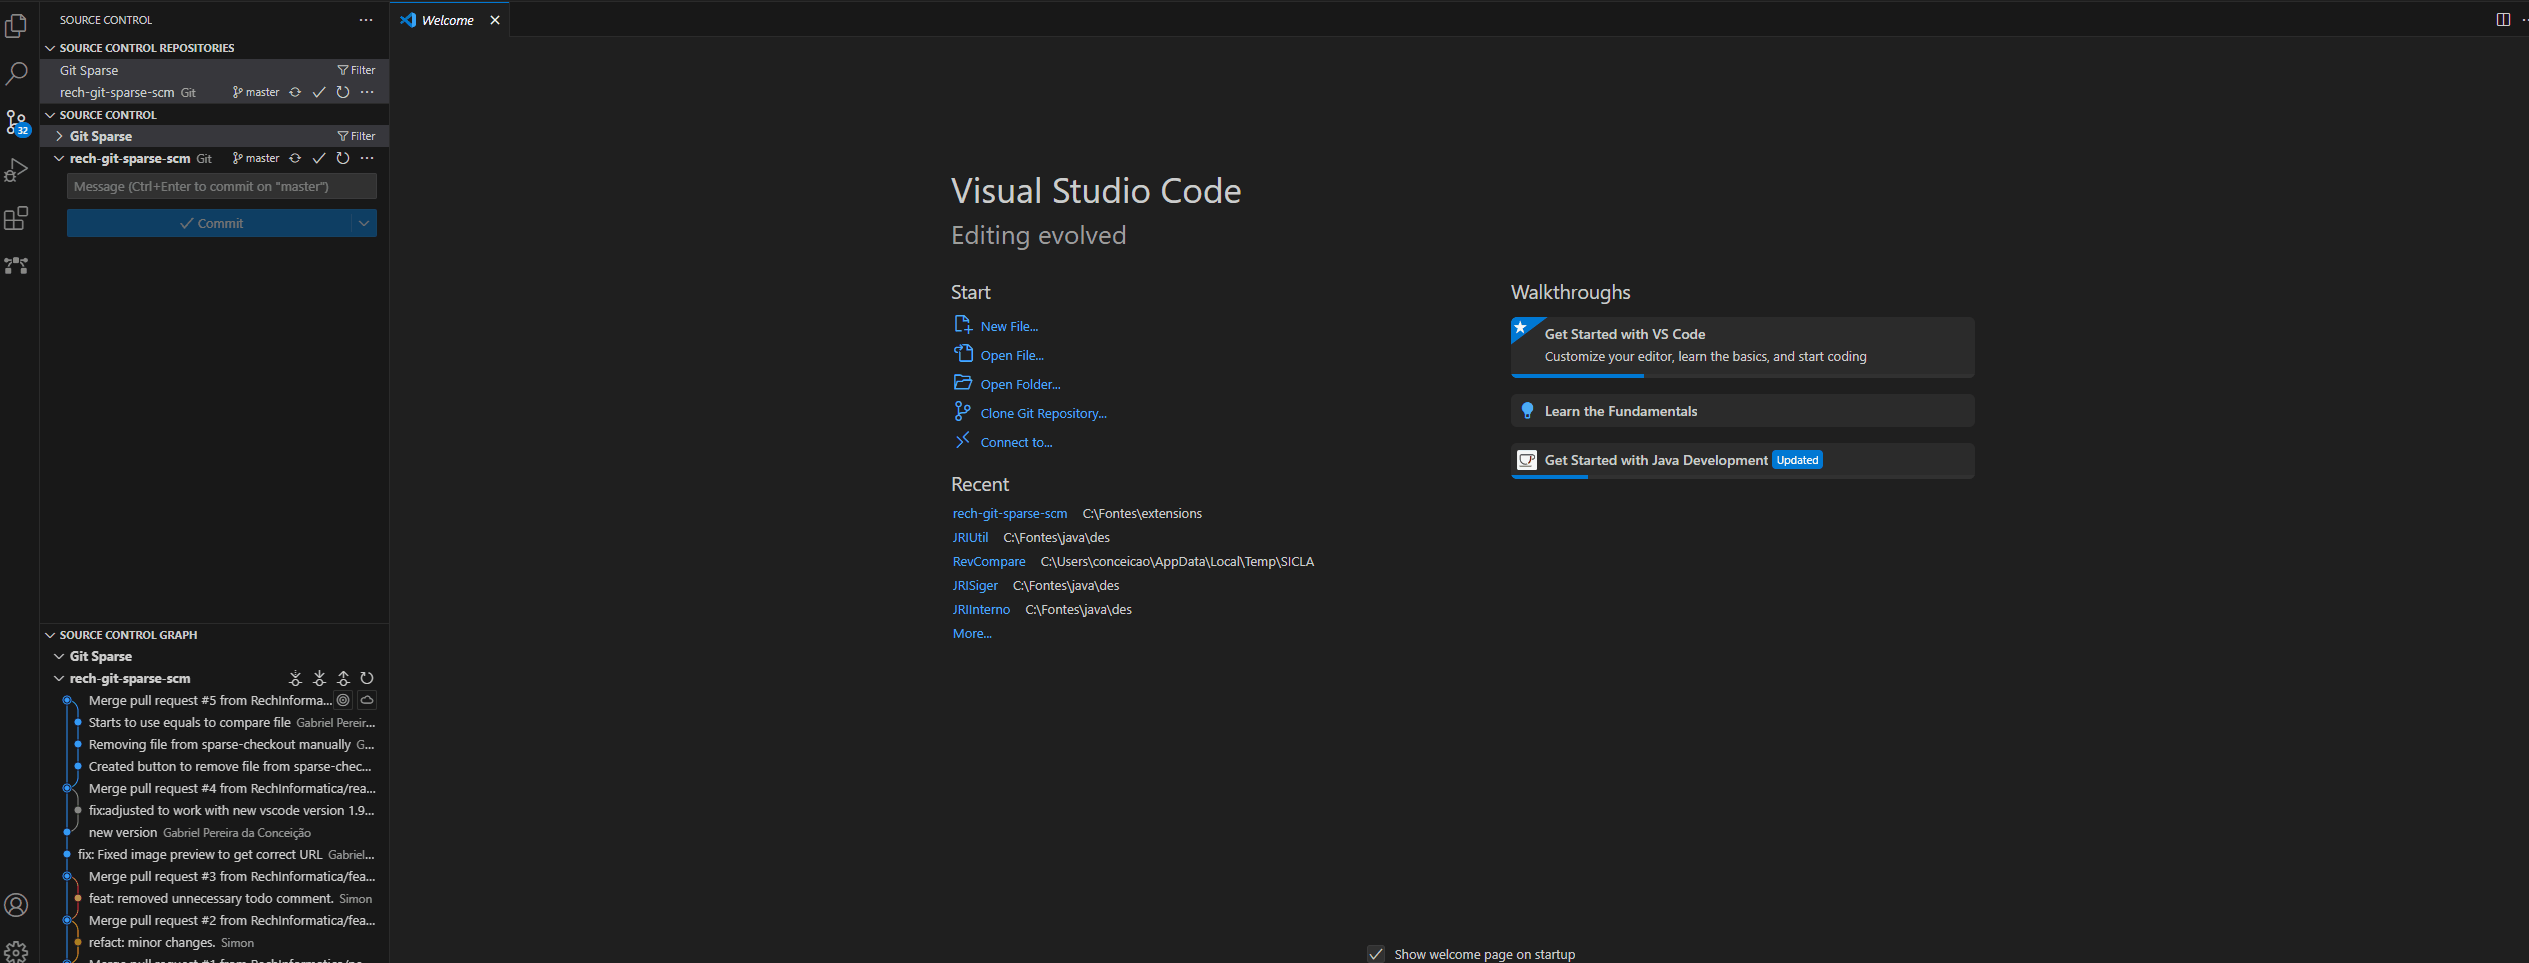 SOURCE CONTROL
SOURCE CONTROL REPOSITORIES
Git Sparse Filter
rech-git-sparse-scm Git master
SOURCE CONTROL
Git Sparse Filter
rech-git-sparse-scm Git master
Message (Ctrl+Enter to commit on "master")
Commit
32
SOURCE CONTROL GRAPH
Git Sparse
rech-git-sparse-scm
Merge pull request #5 from RechInforma...
Starts to use equals to compare file Gabriel Pereir...
Removing file from sparse-checkout manually G...
Created button to remove file from sparse-chec...
Merge pull request #4 from RechInformatica/rea...
fix:adjusted to work with new vscode version 1.9...
new version Gabriel Pereira da Conceição
fix: Fixed image preview to get correct URL Gabriel...
Merge pull request #3 from RechInformatica/fea...
feat: removed unnecessary todo comment. Simon
Merge pull request #2 from RechInformatica/fea...
refact: minor changes. Simon
Welcome
Visual Studio Code
Editing evolved
Start
New File...
Open File...
Open Folder...
Clone Git Repository...
Connect to...
Recent
rech-git-sparse-scm C:\Fontes\extensions
JRIUtil C:\Fontes\java\des
RevCompare C:\Users\conceicao\AppData\Local\Temp\SICLA
JRISiger C:\Fontes\java\des
JRIInterno C:\Fontes\java\des
More...
Walkthroughs
Get Started with VS Code
Customize your editor, learn the basics, and start coding
Learn the Fundamentals
Get Started with Java Development Updated
Show welcome page on startup